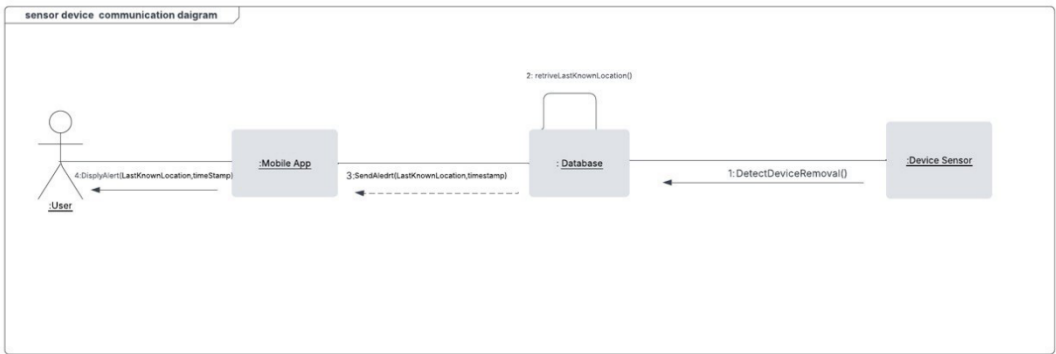 sensor device communication daigram
2: retriveLastKnownLocation()
:Mobile App
: Database
:Device Sensor
4:DisplyAlert(LastKnownLocation,timeStamp)
3:SendAledrt(LastKnownLocation,timestamp)
1:DetectDeviceRemoval()
:User